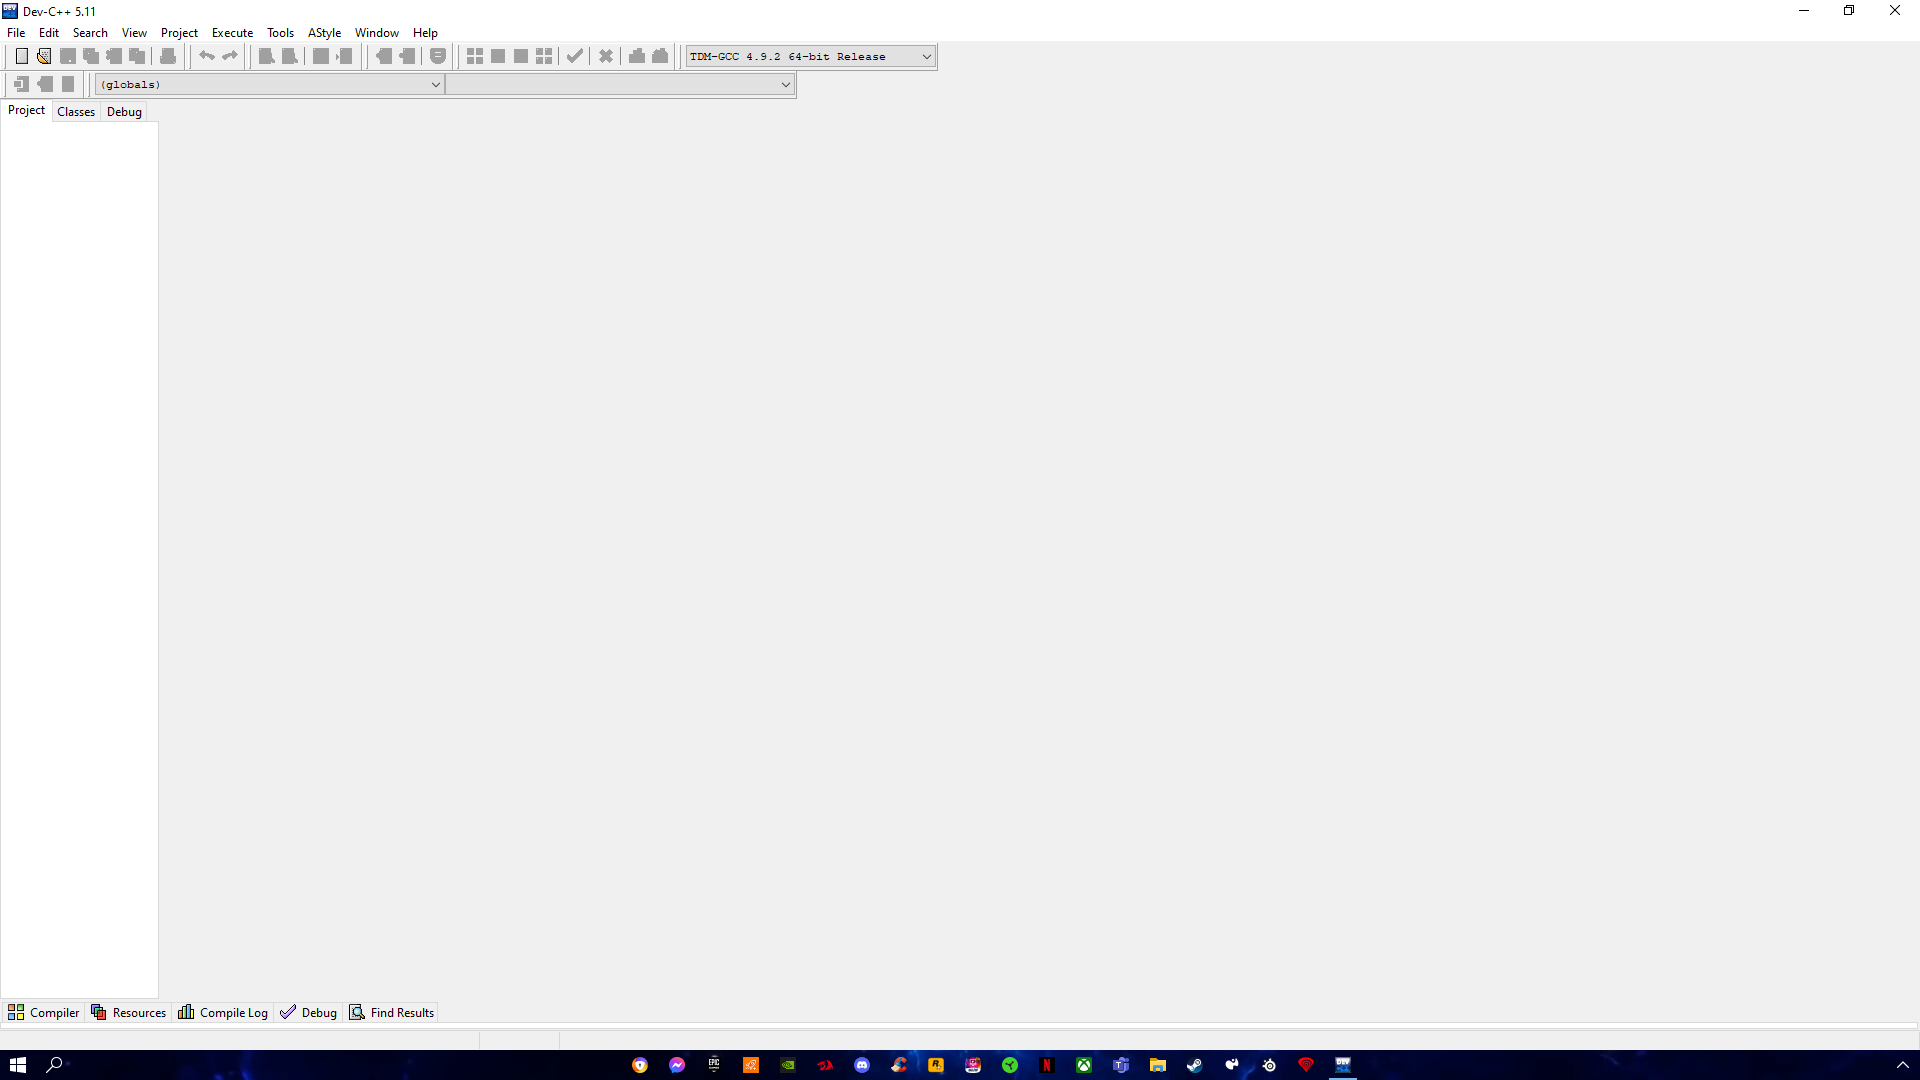 Dev-C++ 5.11
File Edit Search View Project Execute Tools AStyle Window Help
TDM-GCC 4.9.2 64-bit Release
(globals)
Project Classes Debug
Compiler Resources Compile Log Debug Find Results